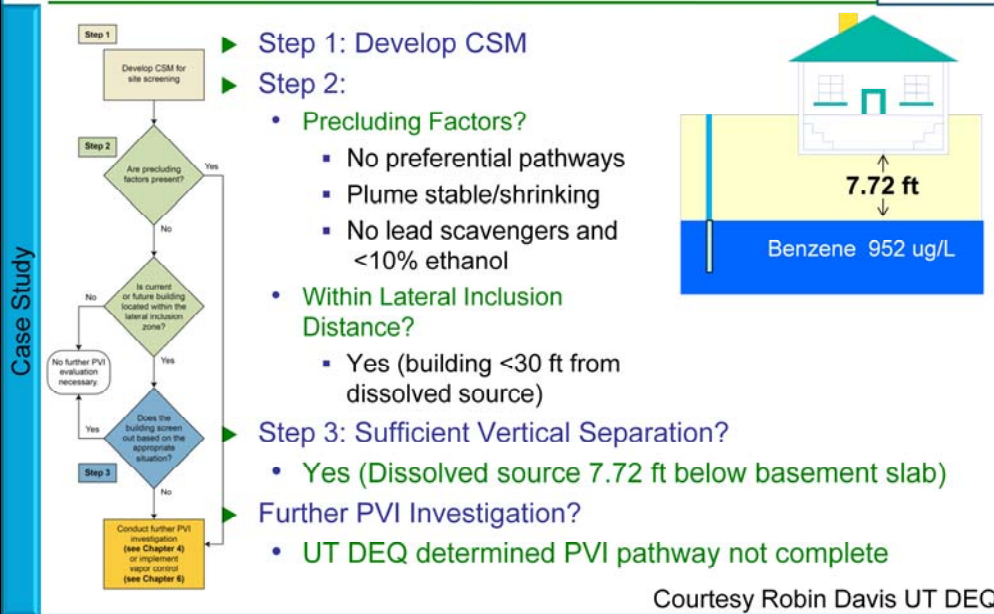 Case Study
Step 1
Develop CSM for
site screening
Step 2
Are precluding
factors present?
Yes
No
Is current
or future building
located within the
lateral inclusion
zone?
No
No further PVI
evaluation
necessary.
Yes
Does the
building screen
out based on the
appropriate
situation?
Yes
Step 3
No
Conduct further PVI
investigation
(see Chapter 4)
or implement
vapor control
(see Chapter 6)
Step 1: Develop CSM
Step 2:
Precluding Factors?
No preferential pathways
Plume stable/shrinking
No lead scavengers and
<10% ethanol
Within Lateral Inclusion
Distance?
Yes (building <30 ft from
dissolved source)
Step 3: Sufficient Vertical Separation?
Yes (Dissolved source 7.72 ft below basement slab)
Further PVI Investigation?
UT DEQ determined PVI pathway not complete
7.72 ft
Benzene 952 ug/L
Courtesy Robin Davis UT DEQ